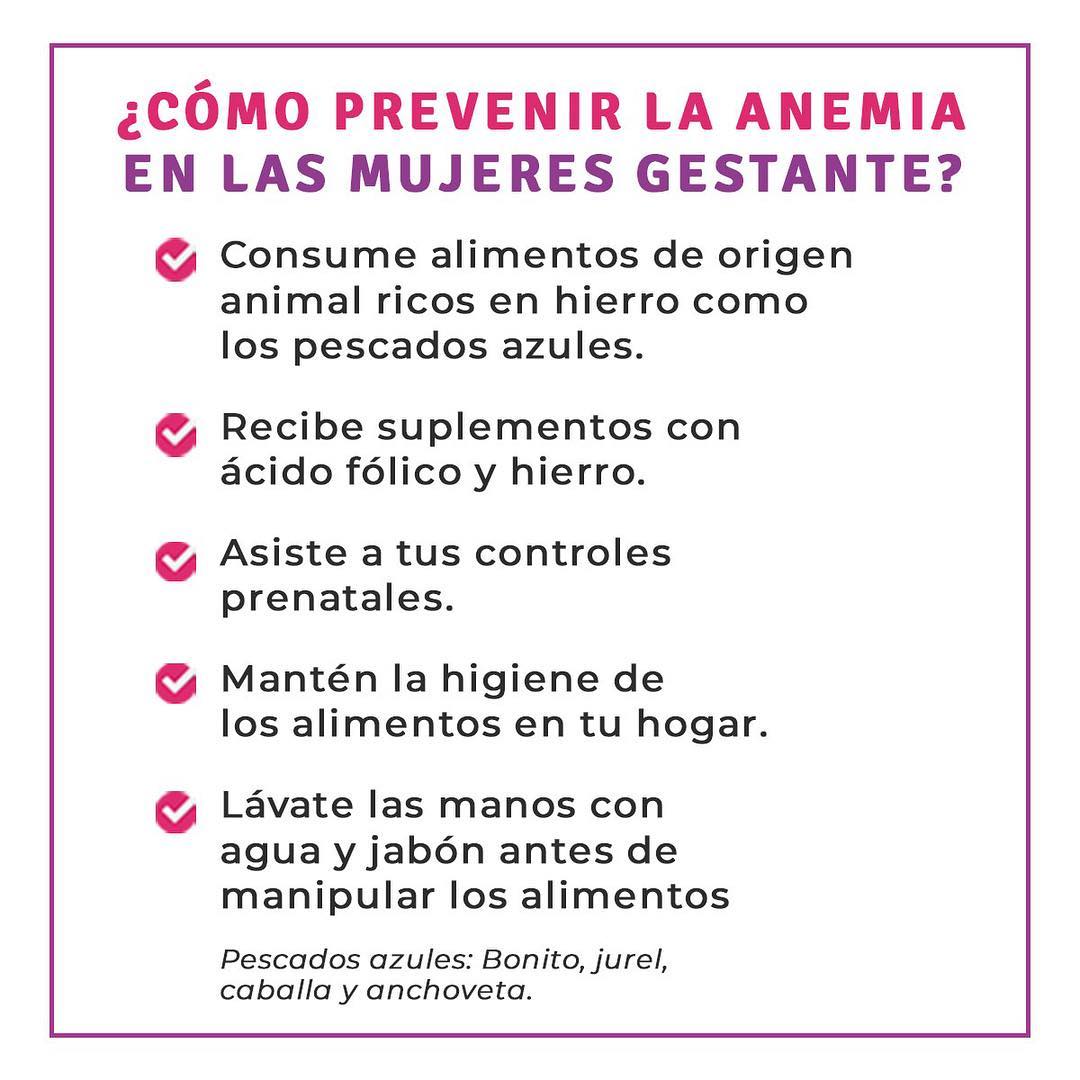 ¿CÓMO PREVENIR LA ANEMIA
EN LAS MUJERES GESTANTE?
Consume alimentos de origen
animal ricos en hierro como
los pescados azules.
Recibe suplementos con
ácido fólico y hierro.
Asiste a tus controles
prenatales.
Mantén la higiene de
los alimentos en tu hogar.
Lávate las manos con
agua y jabón antes de
manipular los alimentos
Pescados azules: Bonito, jurel,
caballa y anchoveta.